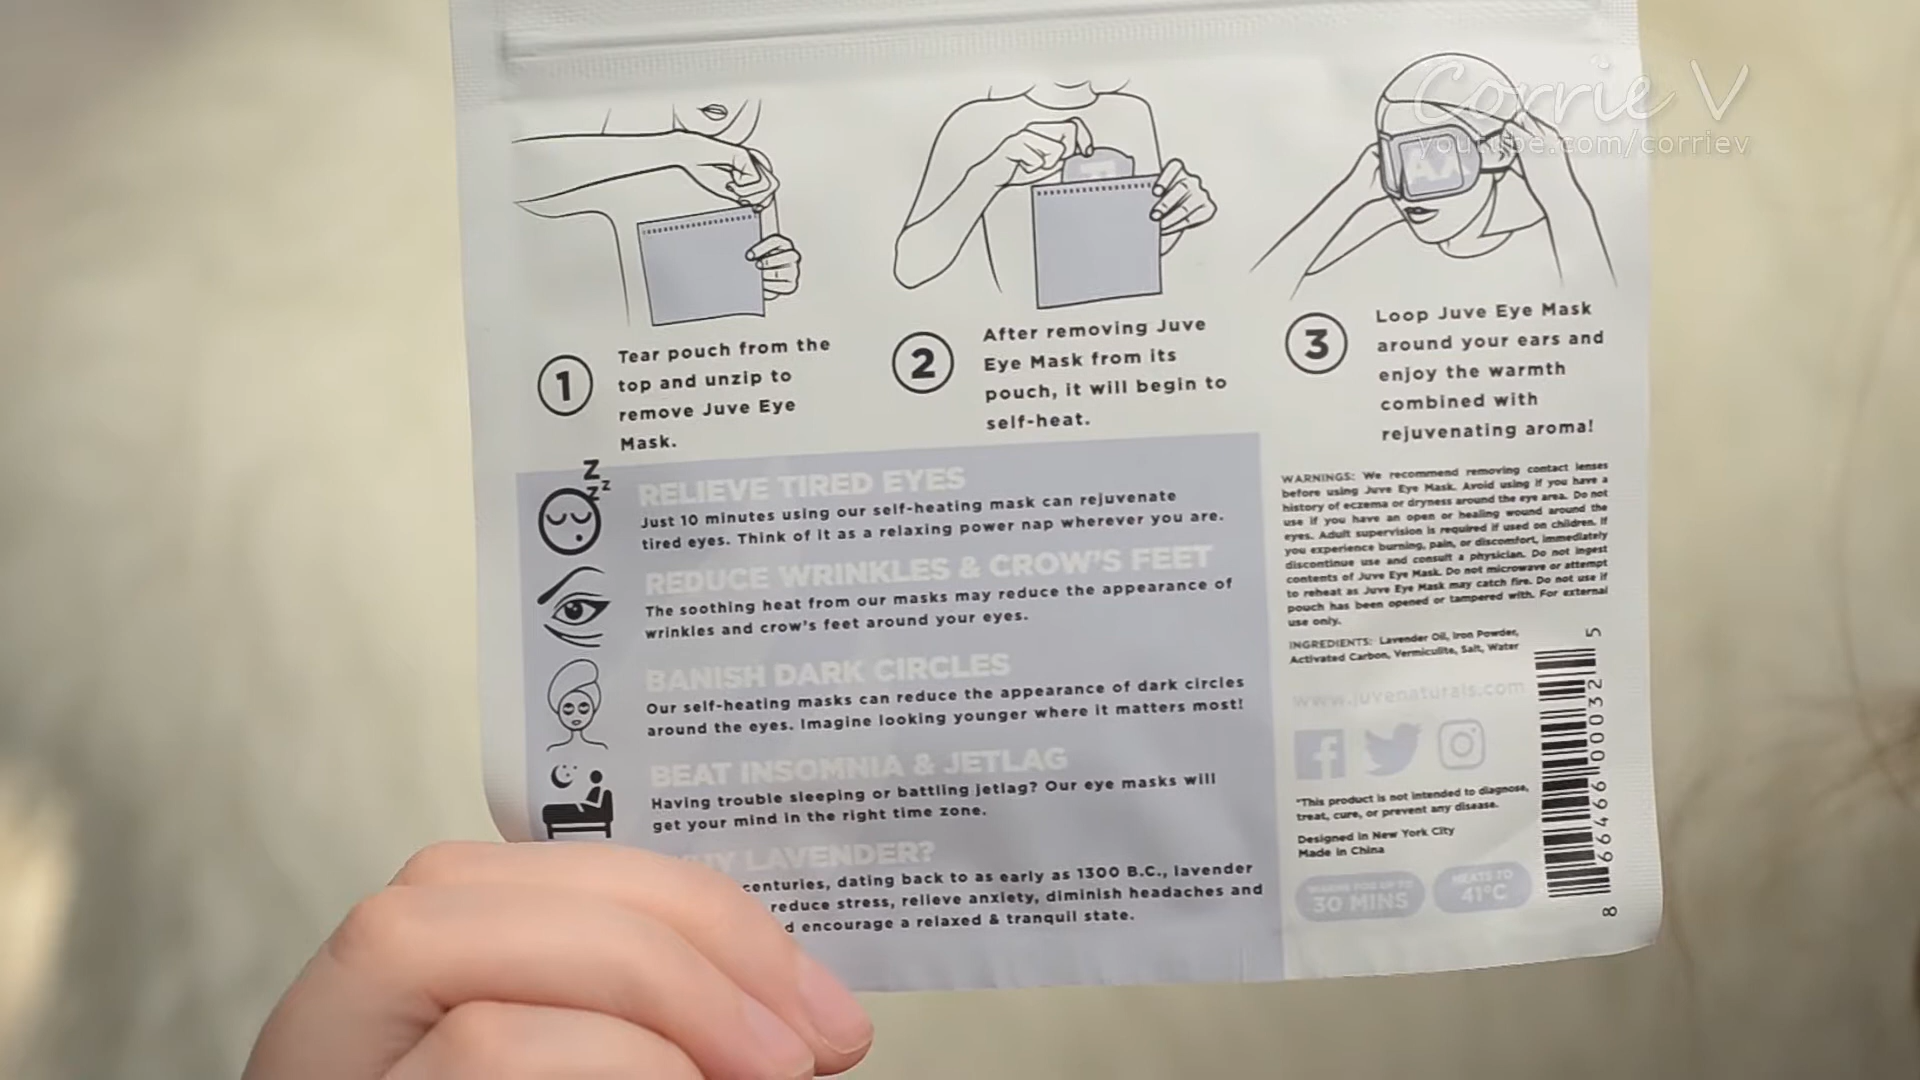 Corrïe V
youtube.com/corriev
1
Tear pouch from the
top and unzip to
remove Juve Eye
Mask.
2
After removing Juve
Eye Mask from its
pouch, it will begin to
self-heat.
3
Loop Juve Eye Mask
around your ears and
enjoy the warmth
combined with
rejuvenating aroma!
Z
Z Z
RELIEVE TIRED EYES
Just 10 minutes using our self-heating mask can rejuvenate
tired eyes. Think of it as a relaxing power nap wherever you are.
REDUCE WRINKLES & CROW'S FEET
The soothing heat from our masks may reduce the appearance of
wrinkles and crow's feet around your eyes.
BANISH DARK CIRCLES
Our self-heating masks can reduce the appearance of dark circles
around the eyes. Imagine looking younger where it matters most!
BEAT INSOMNIA & JETLAG
Having trouble sleeping or battling jetlag? Our eye masks will
get your mind in the right time zone.
LAVENDER?
centuries, dating back to as early as 1300 B.C., lavender
reduce stress, relieve anxiety, diminish headaches and
encourage a relaxed & tranquil state.
WARNINGS: We recommend removing contact lenses
before using Juve Eye Mask. Avoid using if you have a
history of eczema or dryness around the eye area. Do not
use if you have an open or healing wound around the
eyes. Adult supervision is required if used on children. If
you experience burning, pain, or discomfort, immediately
discontinue use and consult a physician. Do not ingest
contents of Juve Eye Mask. Do not microwave or attempt
to reheat as Juve Eye Mask may catch fire. Do not use if
pouch has been opened or tampered with. For external
use only.
INGREDIENTS: Lavender Oil, Iron Powder,
Activated Carbon, Vermiculite, Salt, Water
www.juvenaturals.com
*This product is not intended to diagnose,
treat, cure, or prevent any disease.
Designed in New York City
Made in China
30 MINS
HEATS TO
41°C
8 66466 00032 5